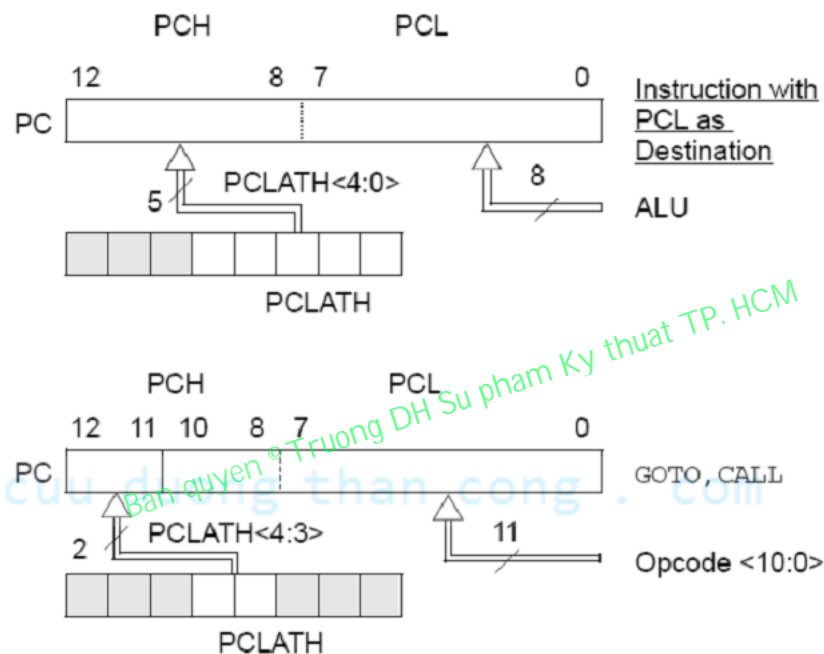 PCH PCL
12 8 7 0
Instruction with
PCL as
Destination
PC
5 PCLATH<4:0> 8
ALU
PCLATH
Ban quyen © Truong DH Su pham Ky thuat TP. HCM
PCH PCL
12 11 10 8 7 0
PC GOTO, CALL
cuu duong than cong . com
2 PCLATH<4:3> 11
Opcode <10:0>
PCLATH